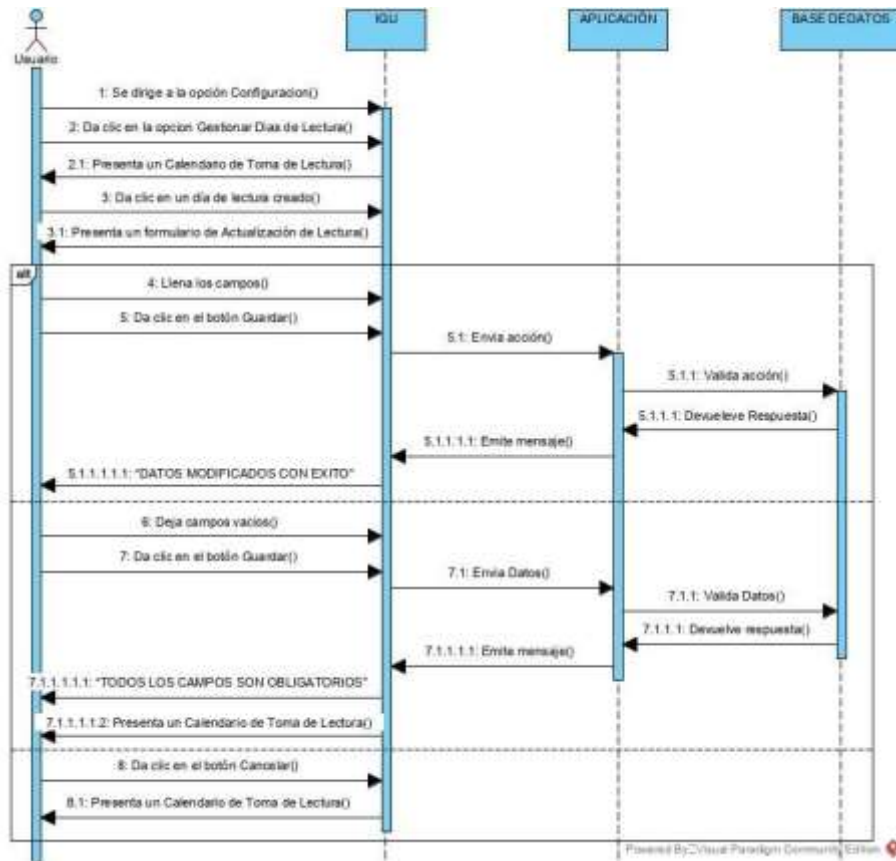 IGU
APLICACIÓN
BASE DE DATOS
Usuario
1: Se dirige a la opción Configuracion()
2: Da clic en la opcion Gestionar Dias de Lectura()
2.1: Presenta un Calendario de Toma de Lectura()
3: Da clic en un día de lectura creado()
3.1: Presenta un formulario de Actualización de Lectura()
alt
4: Llena los campos()
5: Da clic en el botón Guardar()
5.1: Envia acción()
5.1.1: Valida acción()
5.1.1.1: Devueleve Respuesta()
5.1.1.1.1: Emite mensaje()
5.1.1.1.1.1: "DATOS MODIFICADOS CON EXITO"
6: Deja campos vacios()
7: Da clic en el botón Guardar()
7.1: Envia Datos()
7.1.1: Valida Datos()
7.1.1.1: Devuelve respuesta()
7.1.1.1.1: Emite mensaje()
7.1.1.1.1.1: "TODOS LOS CAMPOS SON OBLIGATORIOS"
7.1.1.1.1.2: Presenta un Calendario de Toma de Lectura()
8: Da clic en el botón Cancelar()
8.1: Presenta un Calendario de Toma de Lectura()
Powered By Visual Paradigm Community Edition